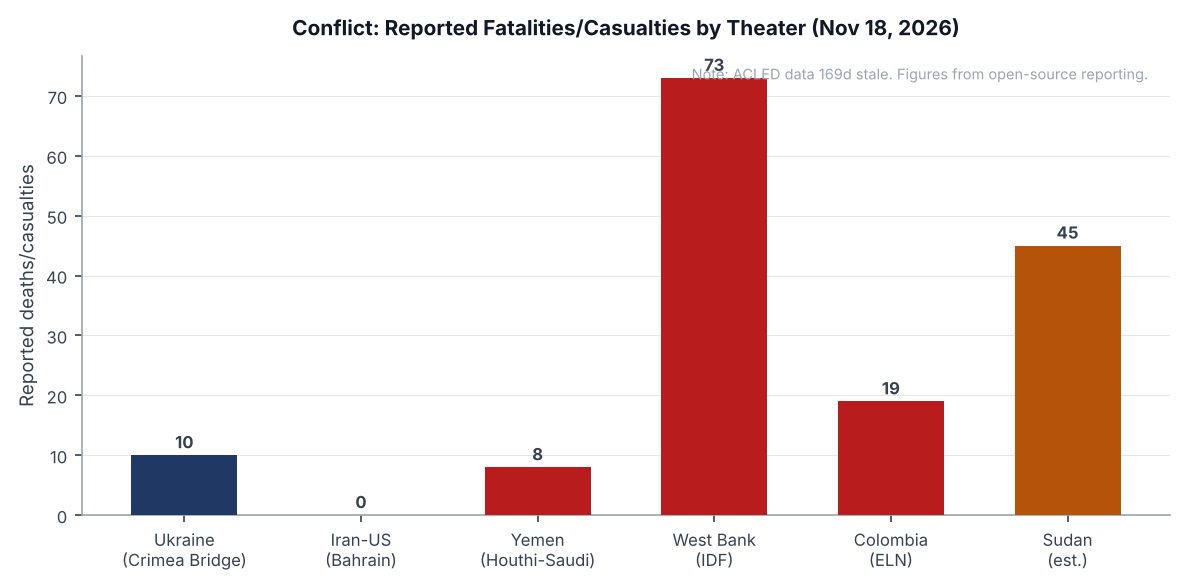 Conflict: Reported Fatalities/Casualties by Theater (Nov 18, 2026)
73
Note: ACLED data 169d stale. Figures from open-source reporting.
Reported deaths/casualties
70
60
50
40
30
20
10
0
10
0
8
19
45
Ukraine
(Crimea Bridge)
Iran-US
(Bahrain)
Yemen
(Houthi-Saudi)
West Bank
(IDF)
Colombia
(ELN)
Sudan
(est.)